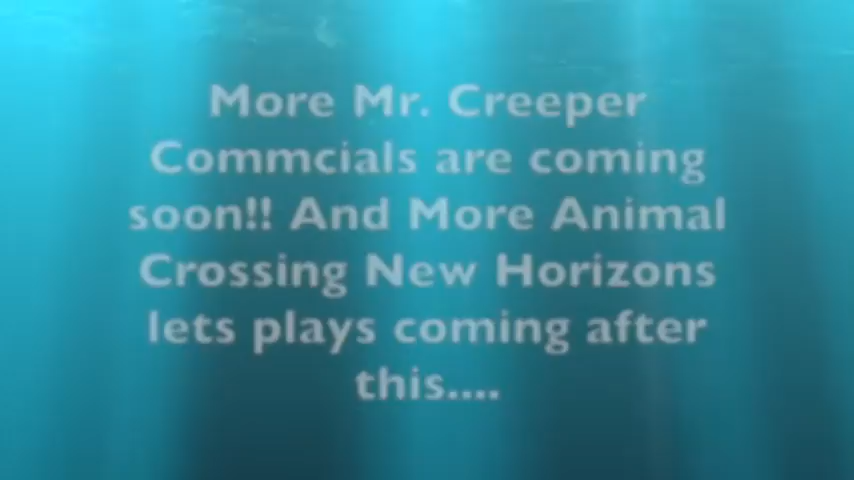 More Mr. Creeper
Commcials are coming
soon!! And More Animal
Crossing New Horizons
lets plays coming after
this....